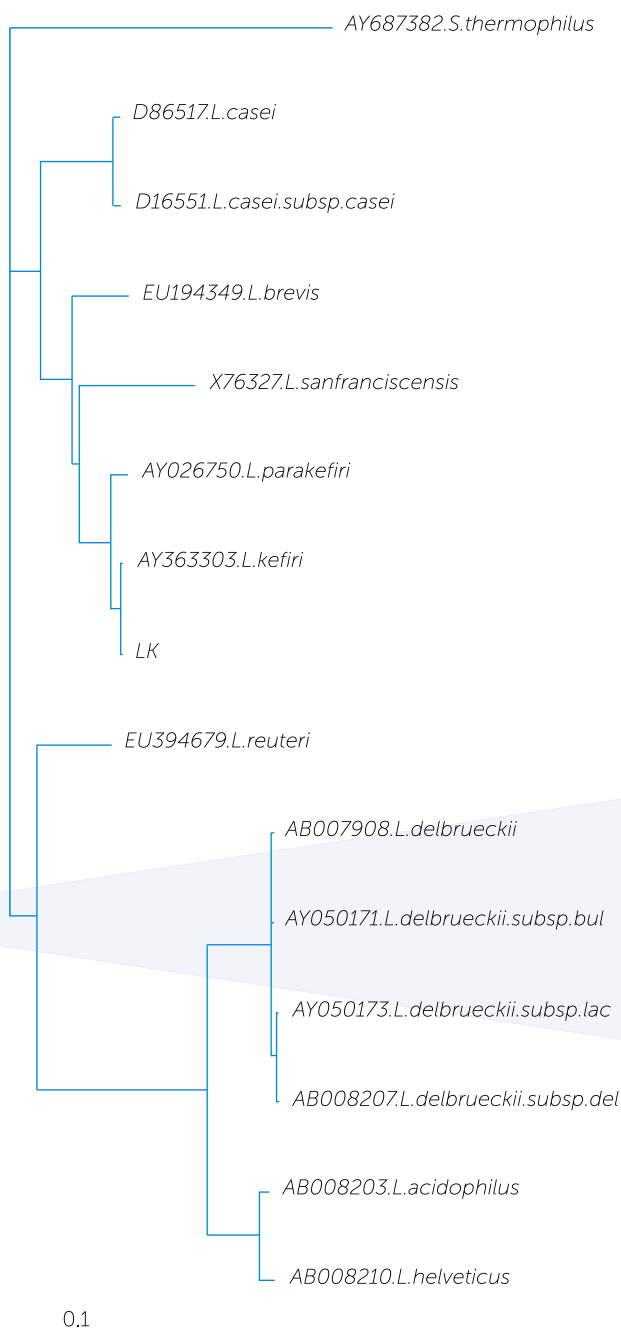 AY687382.S.thermophilus
D86517.L.casei
D16551.L.casei.subsp.casei
EU194349.L.brevis
X76327.L.sanfranciscensis
AY026750.L.parakefiri
AY363303.L.kefiri
LK
EU394679.L.reuteri
AB007908.L.delbrueckii
AY050171.L.delbrueckii.subsp.bul
AY050173.L.delbrueckii.subsp.lac
AB008207.L.delbrueckii.subsp.del
AB008203.L.acidophilus
AB008210.L.helveticus
0.1